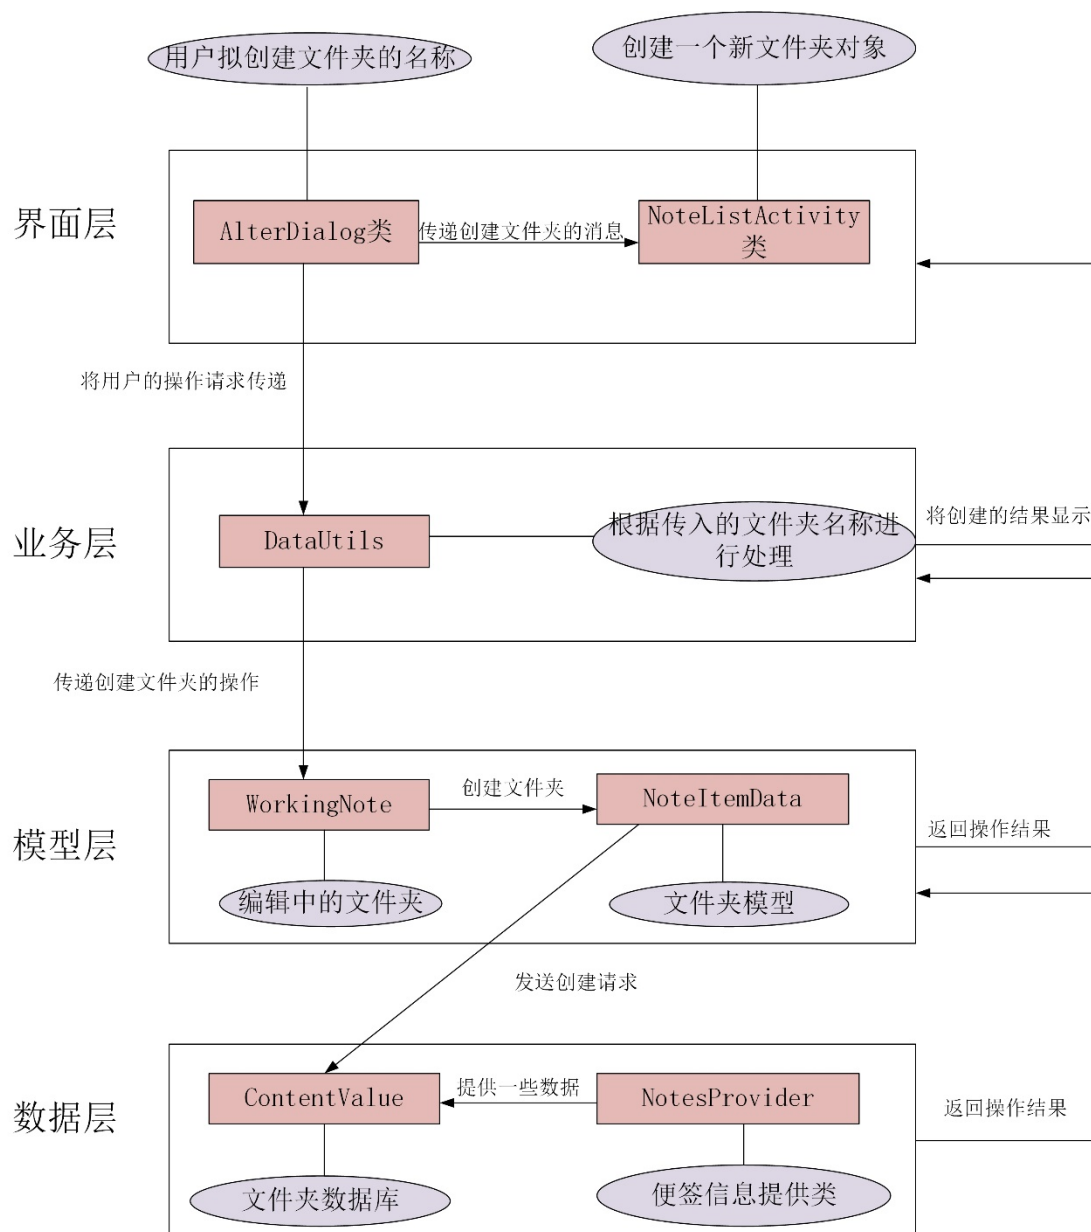 用户拟创建文件夹的名称
创建一个新文件夹对象
界面层
AlterDialog类
传递创建文件夹的消息
NoteListActivity
类
将用户的操作请求传递
业务层
DataUtils
根据传入的文件夹名称进
行处理
将创建的结果显示
传递创建文件夹的操作
模型层
WorkingNote
创建文件夹
NoteItemData
返回操作结果
编辑中的文件夹
文件夹模型
发送创建请求
数据层
ContentValue
提供一些数据
NotesProvider
返回操作结果
文件夹数据库
便签信息提供类